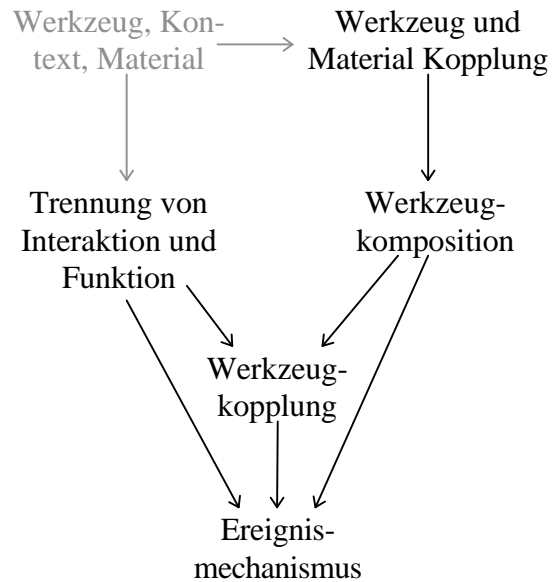 Werkzeug, Kon-
text, Material
Werkzeug und
Material Kopplung
Trennung von
Interaktion und
Funktion
Werkzeug-
komposition
Werkzeug-
kopplung
Ereignis-
mechanismus